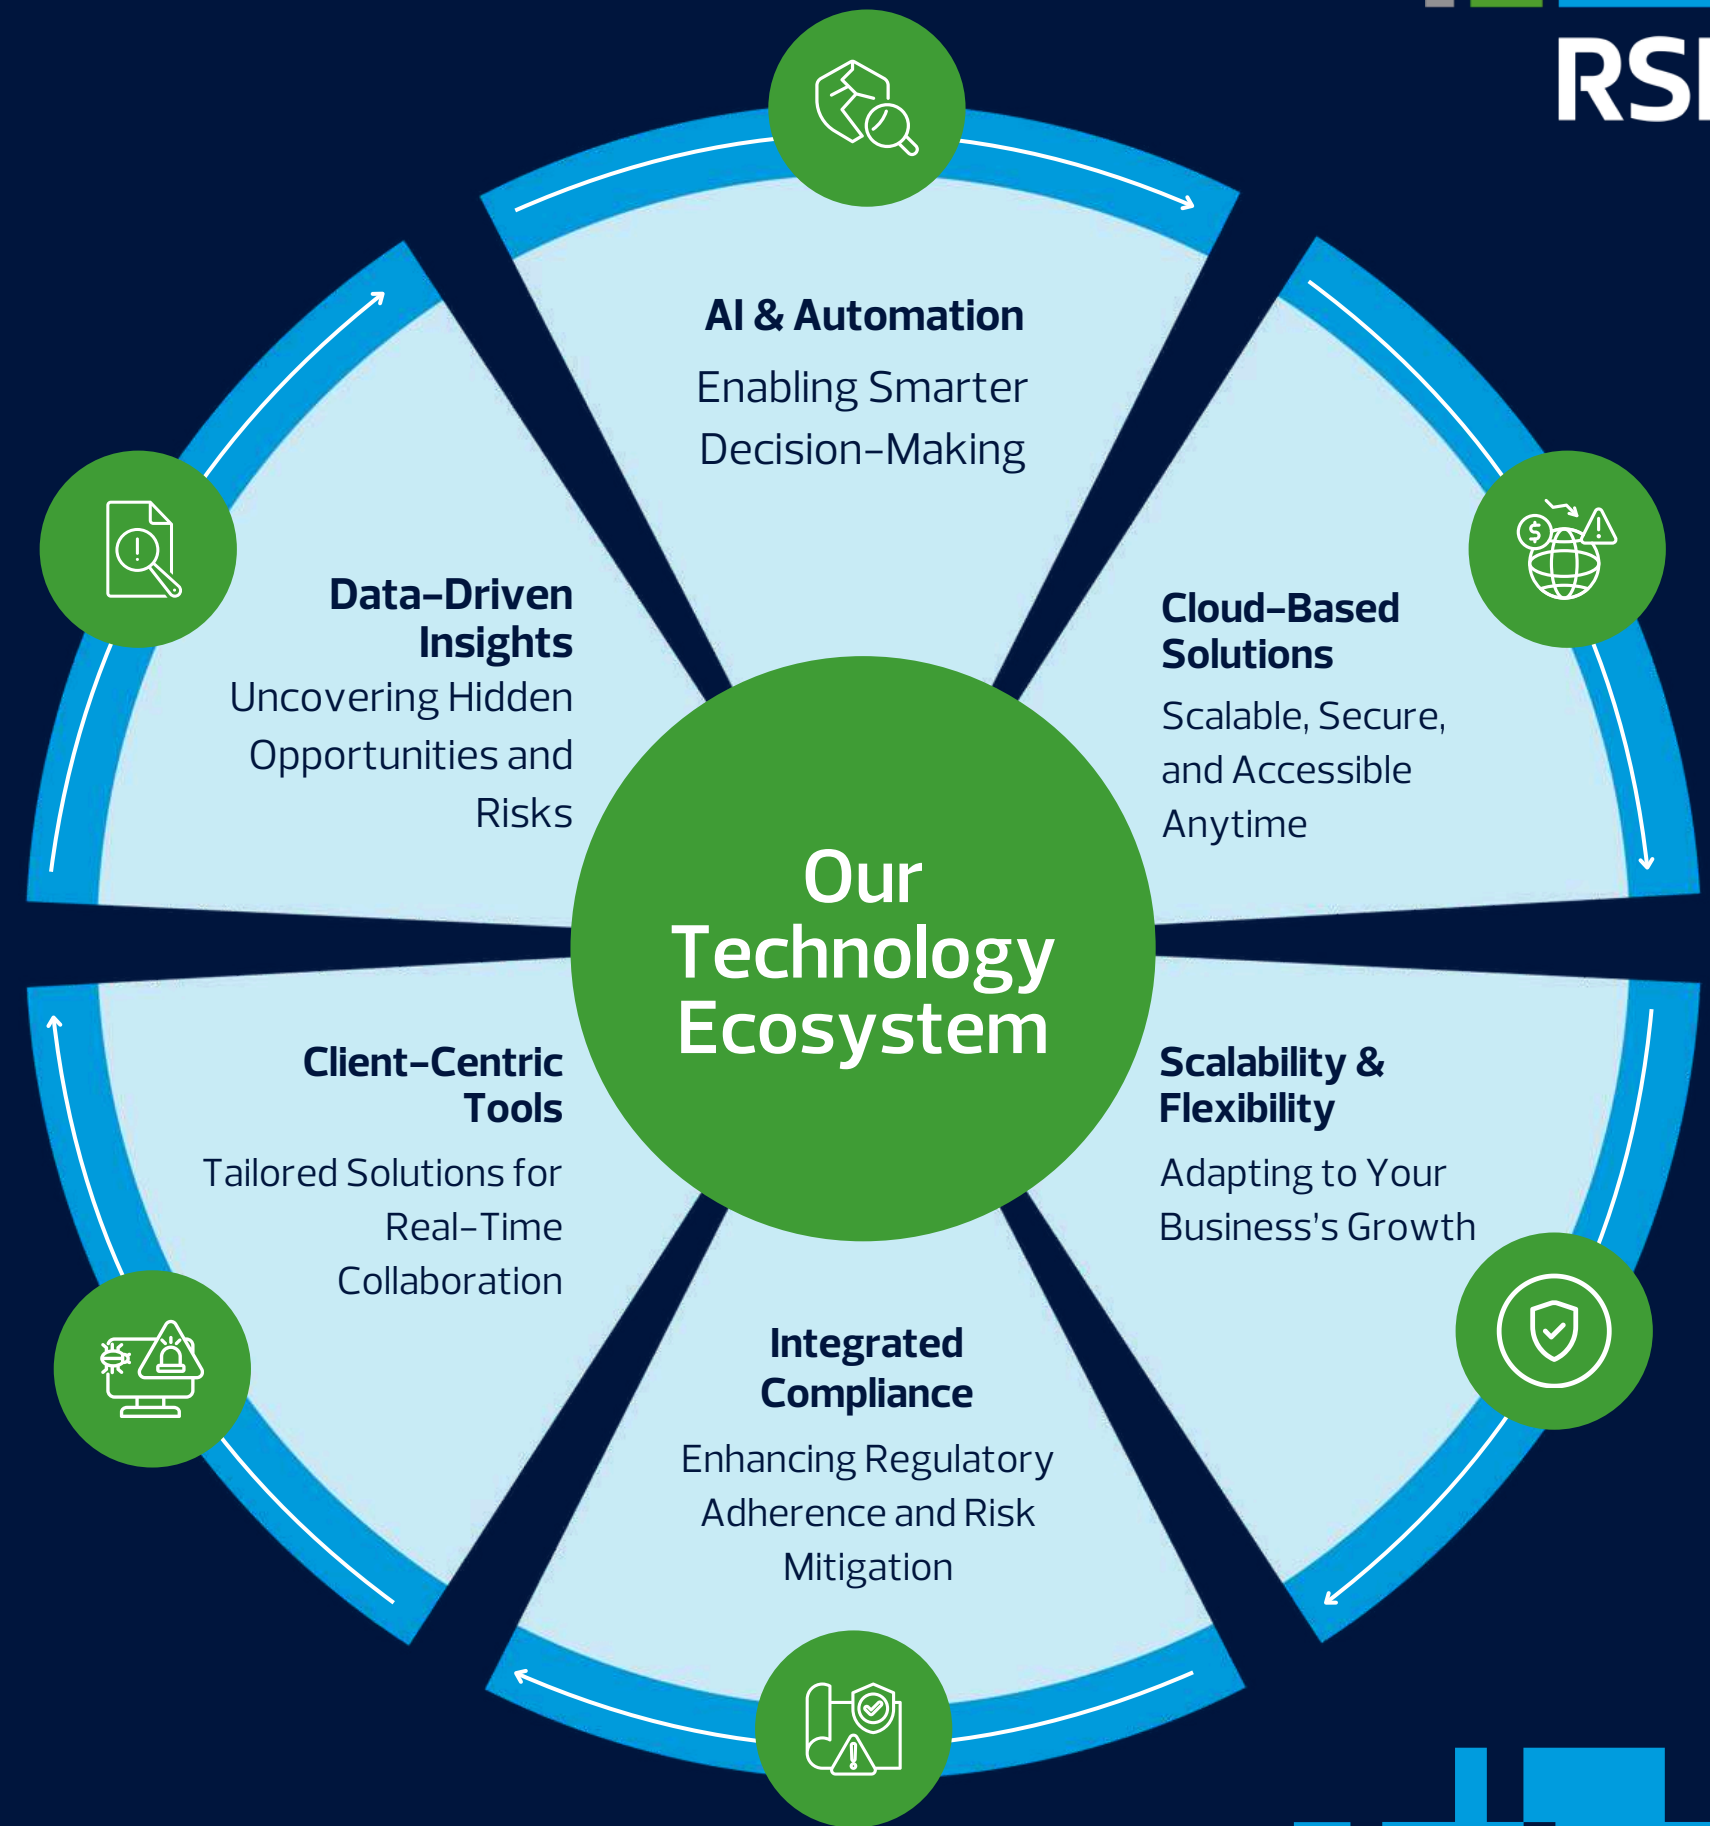 AI & Automation
Enabling Smarter
Decision-Making
Cloud-Based
Solutions
Scalable, Secure,
and Accessible
Anytime
Scalability &
Flexibility
Adapting to Your
Business's Growth
Integrated
Compliance
Enhancing Regulatory
Adherence and Risk
Mitigation
Client-Centric
Tools
Tailored Solutions for
Real-Time
Collaboration
Data-Driven
Insights
Uncovering Hidden
Opportunities and
Risks
Our
Technology
Ecosystem